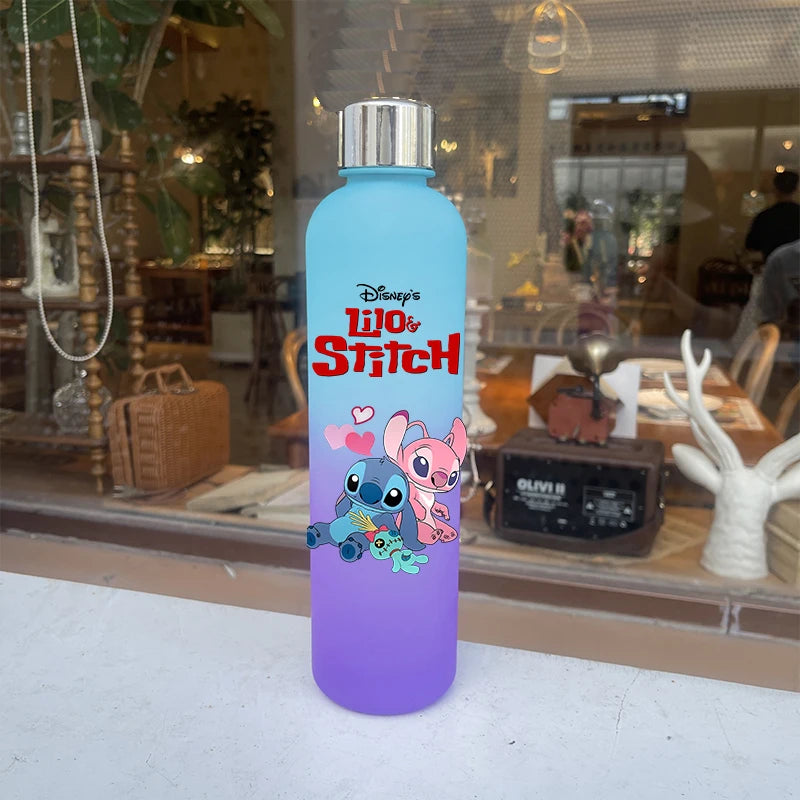 Disney's
Lilo &
Stitch
OLIVI II